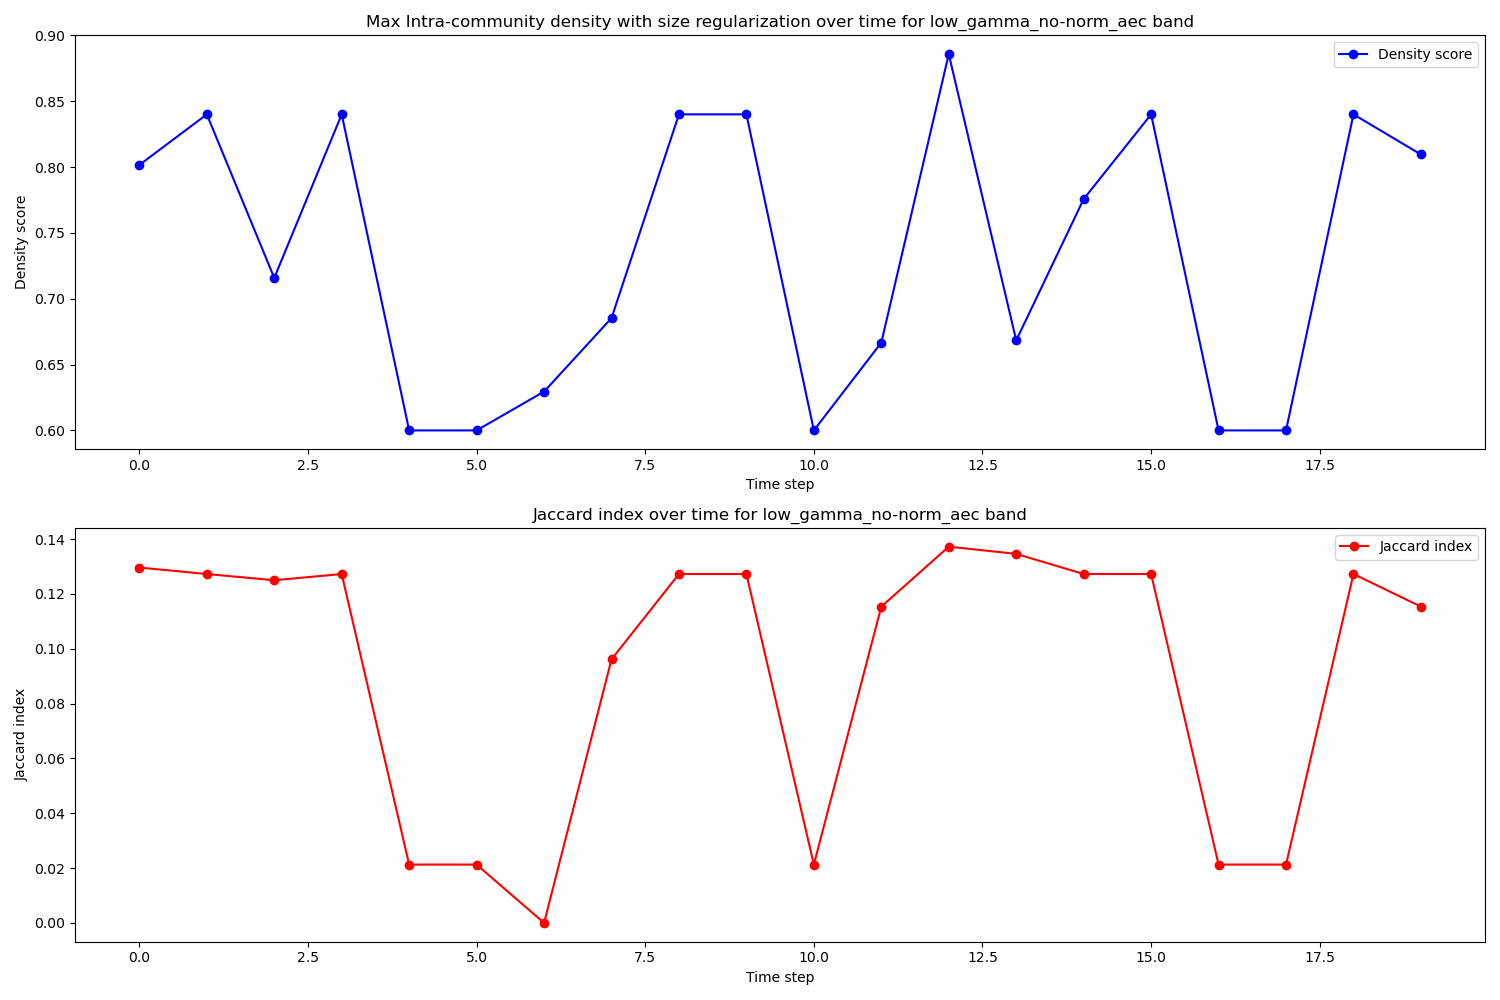 Max Intra-community density with size regularization over time for low_gamma_no-norm_aec band
Density score
0.90
0.85
0.80
0.75
0.70
0.65
0.60
Density score
0.0 2.5 5.0 7.5 10.0 12.5 15.0 17.5
Time step
Jaccard index over time for low_gamma_no-norm_aec band
Jaccard index
0.14
0.12
0.10
0.08
0.06
0.04
0.02
0.00
Jaccard index
0.0 2.5 5.0 7.5 10.0 12.5 15.0 17.5
Time step